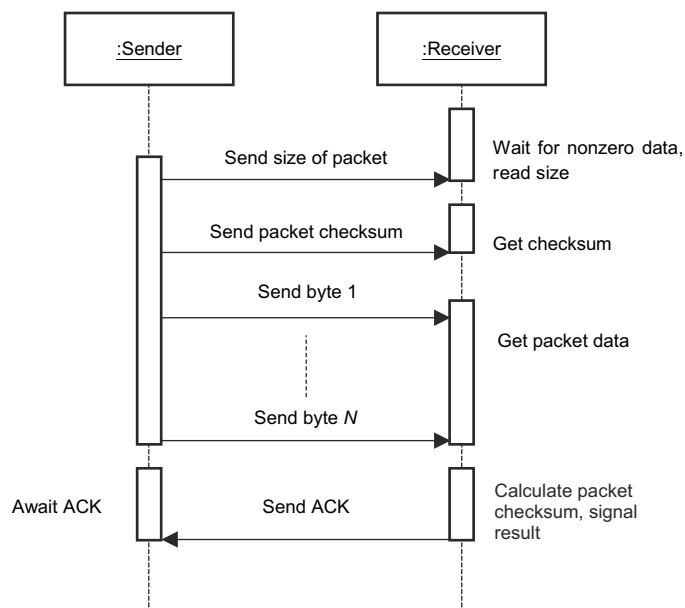 :Sender
:Receiver
Send size of packet
Wait for nonzero data,
read size
Send packet checksum
Get checksum
Send byte 1
Get packet data
Send byte N
Await ACK
Send ACK
Calculate packet
checksum, signal
result